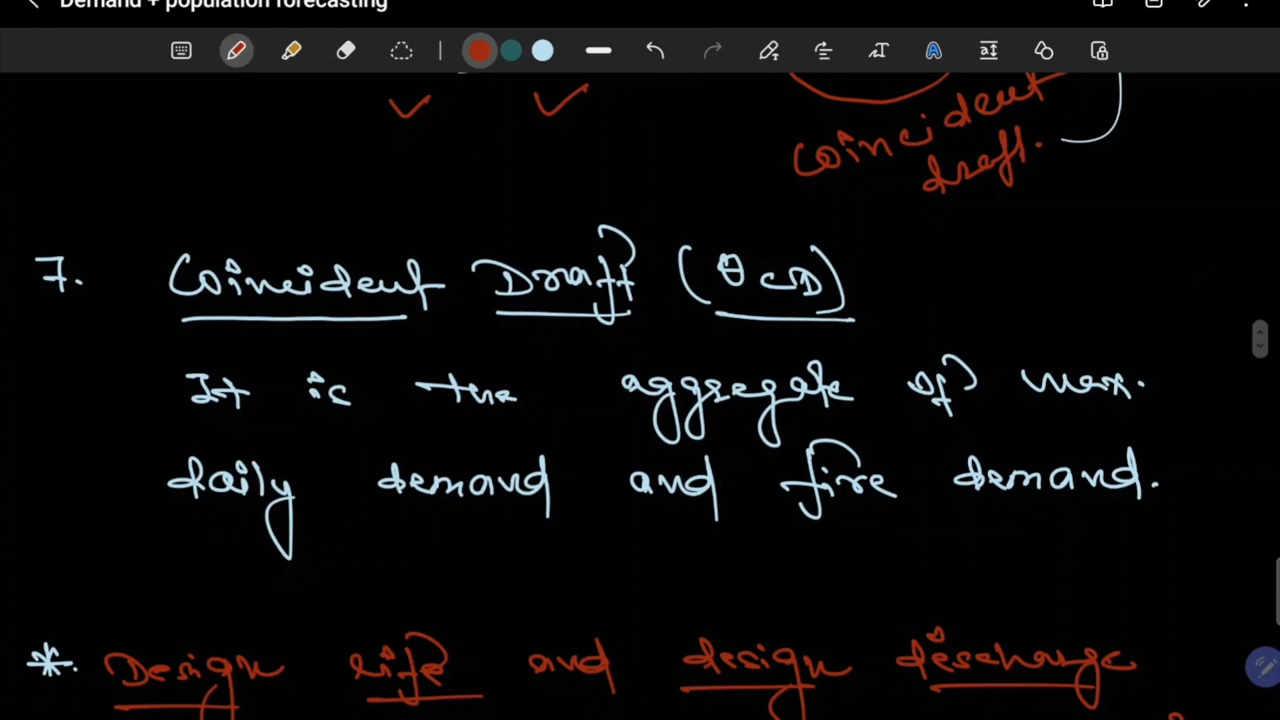 Demand + population forecasting
coincident
draft.
7. Coincident Draft (QCD)
It is the aggregate of max.
daily demand and fire demand.
*. Design life and design descharge